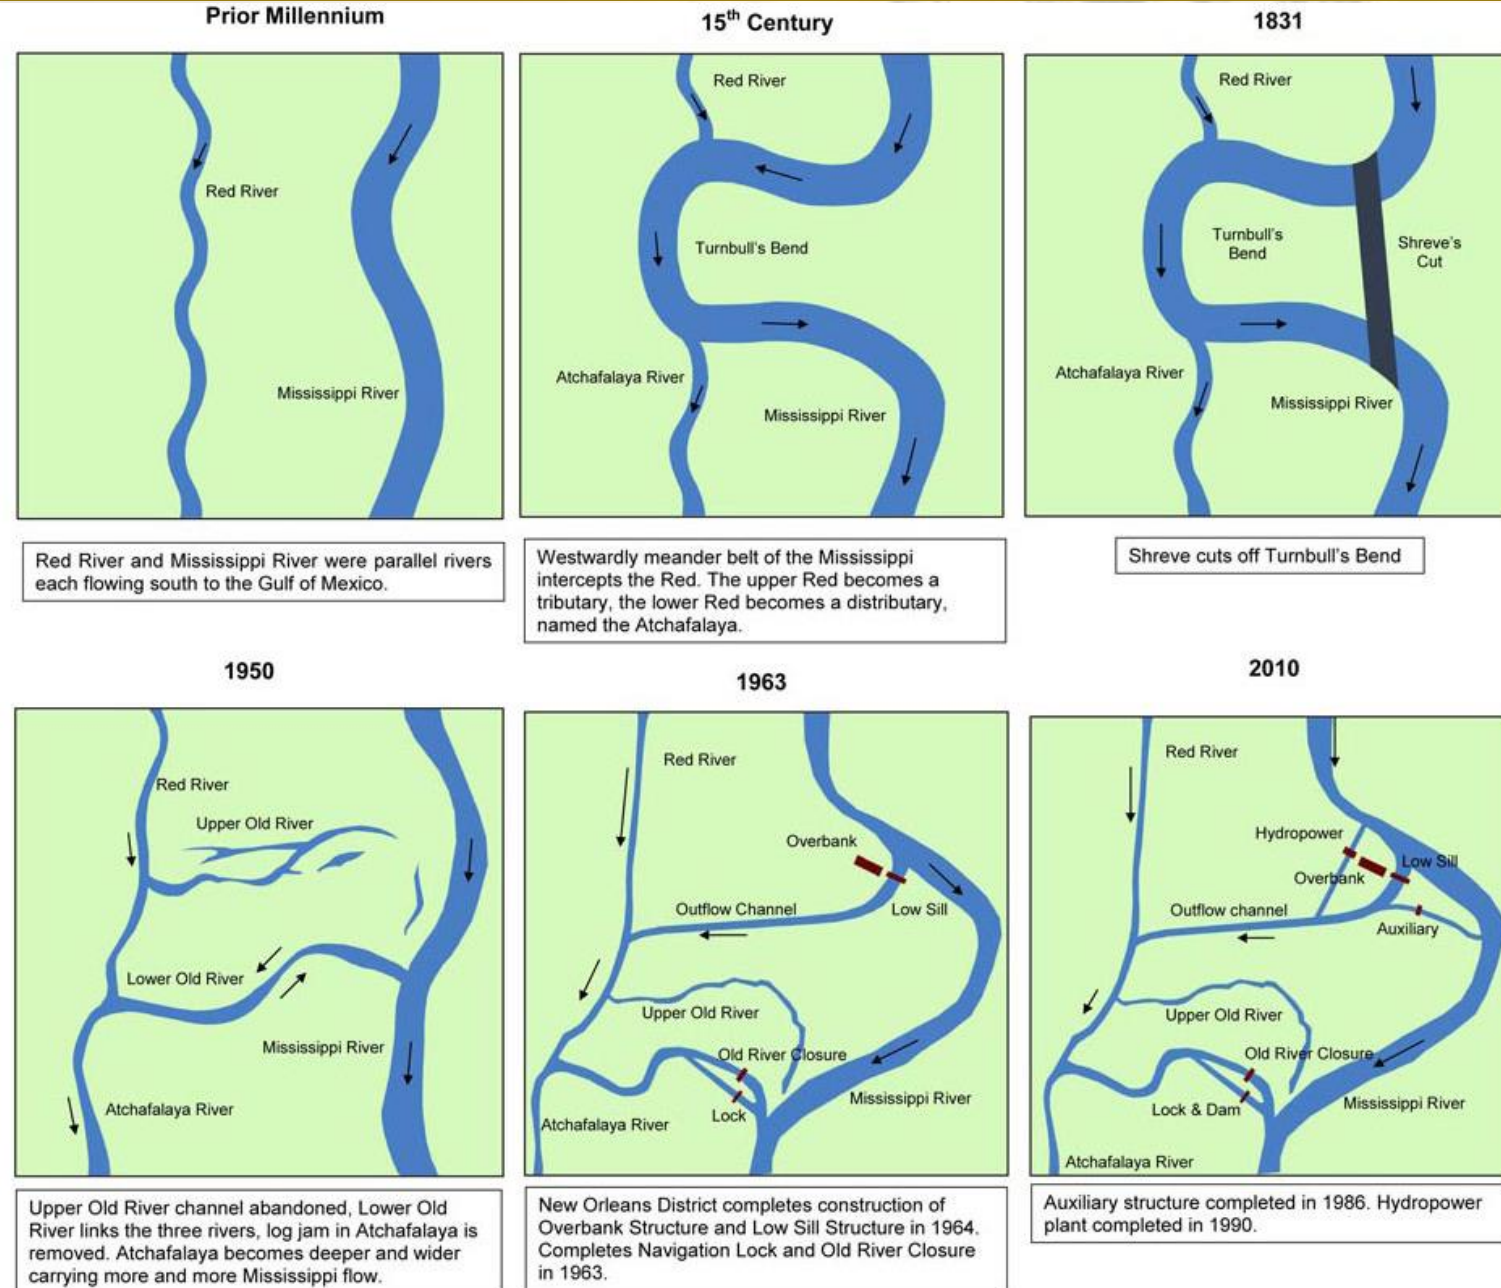 Prior Millennium
15th Century
1831
Red River
Mississippi River
Red River
Turnbull's Bend
Atchafalaya River
Mississippi River
Red River
Turnbull's
Bend
Shreve's
Cut
Atchafalaya River
Mississippi River
Red River and Mississippi River were parallel rivers
each flowing south to the Gulf of Mexico.
Westwardly meander belt of the Mississippi
intercepts the Red. The upper Red becomes a
tributary, the lower Red becomes a distributary,
named the Atchafalaya.
Shreve cuts off Turnbull's Bend
1950
1963
2010
Red River
Upper Old River
Lower Old River
Mississippi River
Atchafalaya River
Red River
Overbank
Outflow Channel
Low Sill
Upper Old River
Old River Closure
Lock
Mississippi River
Atchafalaya River
Red River
Hydropower
Low Sill
Overbank
Outflow channel
Auxiliary
Upper Old River
Old River Closure
Lock & Dam
Mississippi River
Atchafalaya River
Upper Old River channel abandoned, Lower Old
River links the three rivers, log jam in Atchafalaya is
removed. Atchafalaya becomes deeper and wider
carrying more and more Mississippi flow.
New Orleans District completes construction of
Overbank Structure and Low Sill Structure in 1964.
Completes Navigation Lock and Old River Closure
in 1963.
Auxiliary structure completed in 1986. Hydropower
plant completed in 1990.